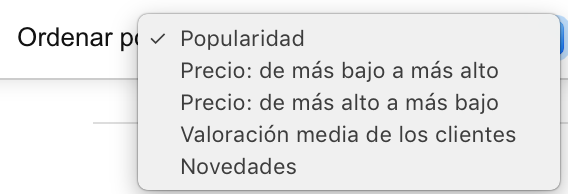 Ordenar po
Popularidad
Precio: de más bajo a más alto
Precio: de más alto a más bajo
Valoración media de los clientes
Novedades